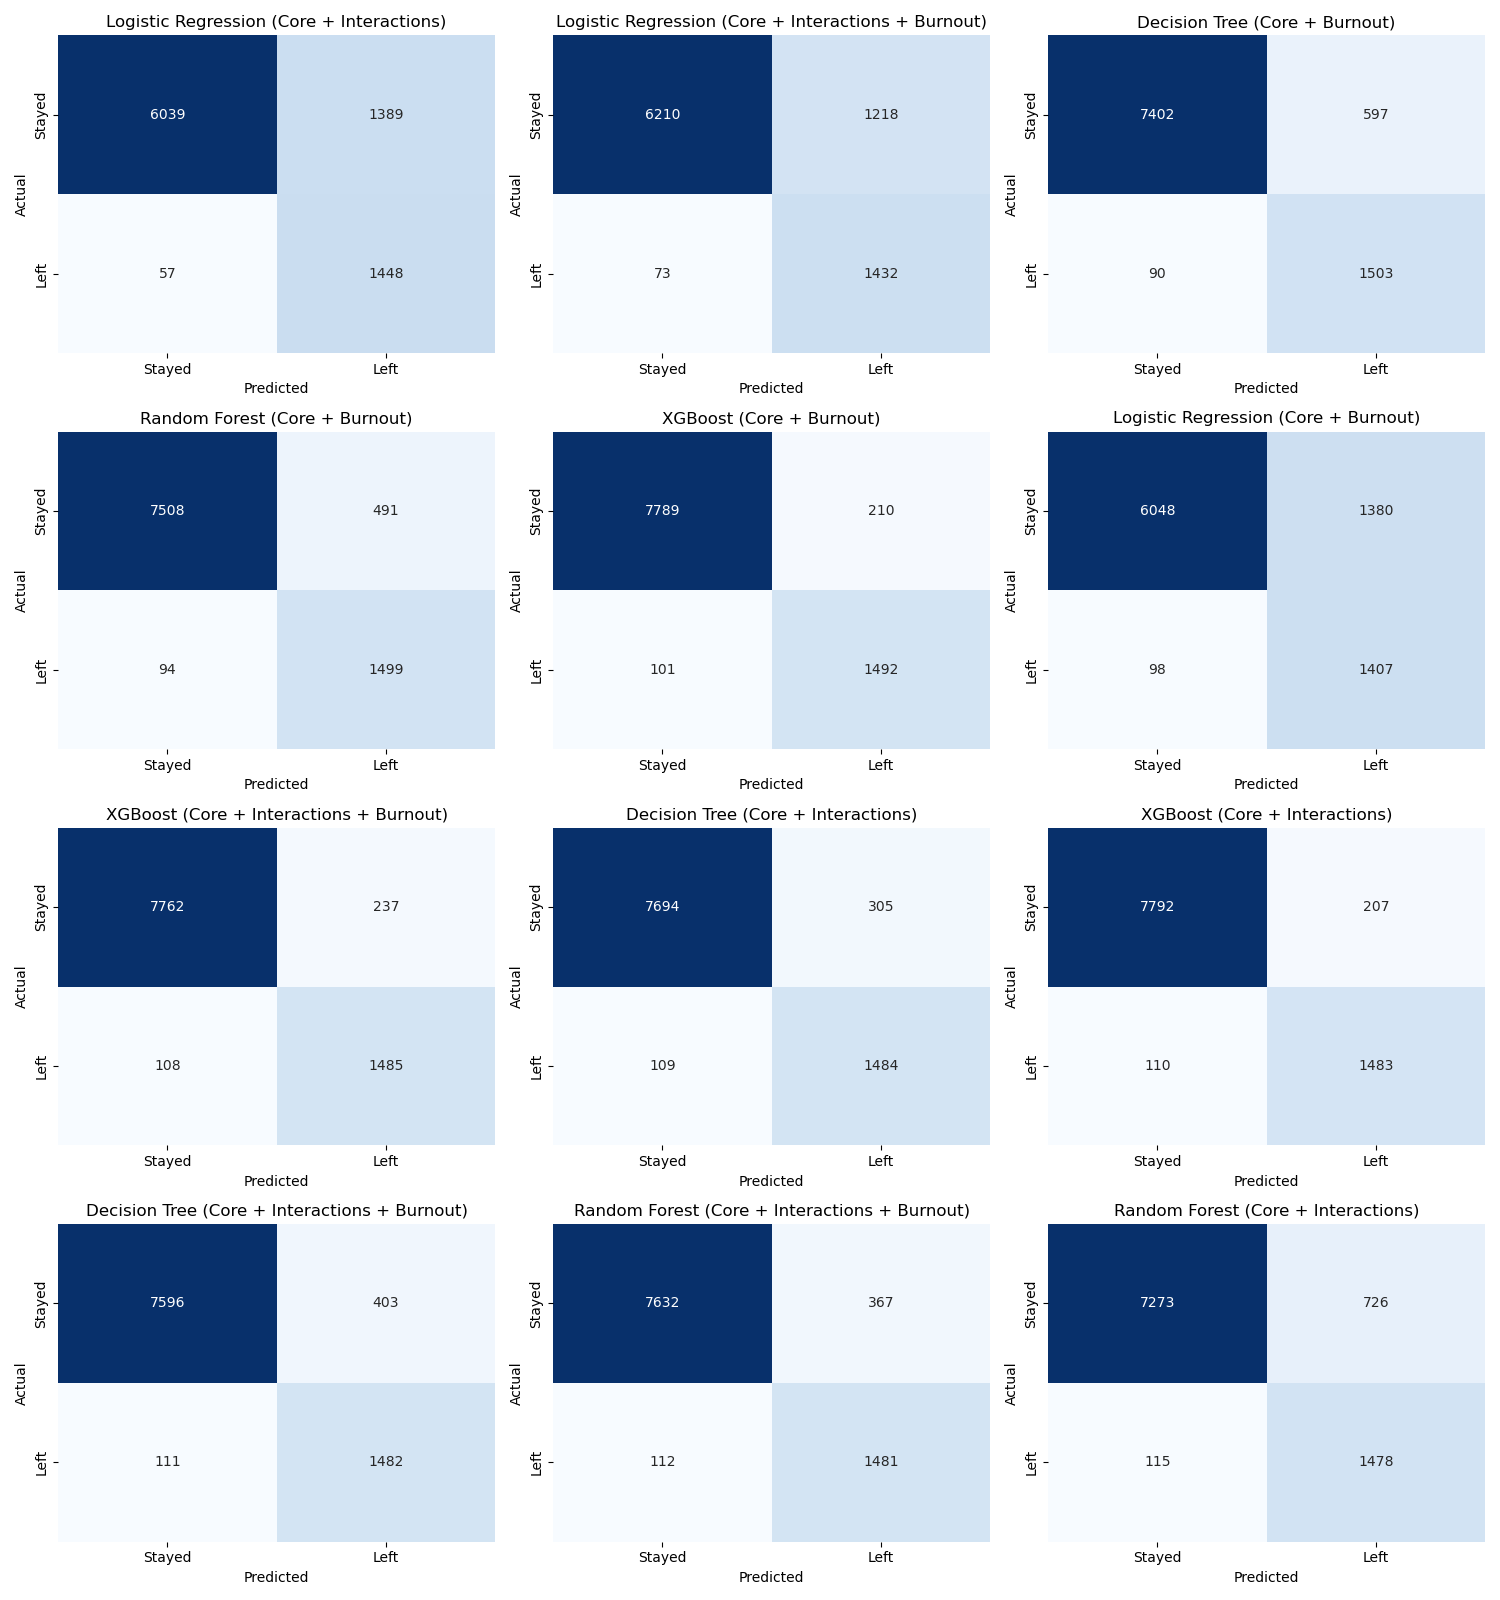 Logistic Regression (Core + Interactions)
Stayed
6039
1389
Actual
Left
57
1448
Stayed
Left
Predicted
Logistic Regression (Core + Interactions + Burnout)
Stayed
6210
1218
Actual
Left
73
1432
Stayed
Left
Predicted
Decision Tree (Core + Burnout)
Stayed
7402
597
Actual
Left
90
1503
Stayed
Left
Predicted
Random Forest (Core + Burnout)
Stayed
7508
491
Actual
Left
94
1499
Stayed
Left
Predicted
XGBoost (Core + Burnout)
Stayed
7789
210
Actual
Left
101
1492
Stayed
Left
Predicted
Logistic Regression (Core + Burnout)
Stayed
6048
1380
Actual
Left
98
1407
Stayed
Left
Predicted
XGBoost (Core + Interactions + Burnout)
Stayed
7762
237
Actual
Left
108
1485
Stayed
Left
Predicted
Decision Tree (Core + Interactions)
Stayed
7694
305
Actual
Left
109
1484
Stayed
Left
Predicted
XGBoost (Core + Interactions)
Stayed
7792
207
Actual
Left
110
1483
Stayed
Left
Predicted
Decision Tree (Core + Interactions + Burnout)
Stayed
7596
403
Actual
Left
111
1482
Stayed
Left
Predicted
Random Forest (Core + Interactions + Burnout)
Stayed
7632
367
Actual
Left
112
1481
Stayed
Left
Predicted
Random Forest (Core + Interactions)
Stayed
7273
726
Actual
Left
115
1478
Stayed
Left
Predicted